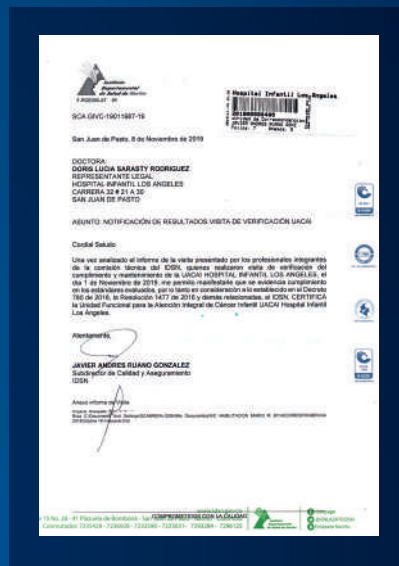 Instituto
Departamental
de Salud de Nariño
Hospital Infantil Los Angeles
SCA.GIVC-19011687-19
San Juan de Pasto, 8 de Noviembre de 2019
DOCTORA:
DORIS LUCIA SARASTY RODRIGUEZ
REPRESENTANTE LEGAL
HOSPITAL INFANTIL LOS ANGELES
CARRERA 32 # 21 A 30
SAN JUAN DE PASTO
ASUNTO: NOTIFICACIÓN DE RESULTADOS VISITA DE VERIFICACIÓN UACAI
Cordial Saludo
Una vez analizado el informe de la visita presentado por los profesionales integrantes
de la comisión técnica del IDSN, quienes realizaron visita de verificación del
cumplimiento y mantenimiento de la UACAI HOSPITAL INFANTIL LOS ANGELES, el
día 1 de Noviembre de 2019, me permito manifestarle que se evidencia cumplimiento
en los estándares evaluados, por lo tanto en consideración a lo establecido en el Decreto
780 de 2016, la Resolución 1477 de 2016 y demás relacionadas, el IDSN, CERTIFICA
la Unidad Funcional para la Atención Integral de Cáncer Infantil UACAI Hospital Infantil
Los Angeles.
Atentamente,
JAVIER ANDRES RUANO GONZALEZ
Subdirector de Calidad y Aseguramiento
IDSN
Anexo informe de Visita
COMPROMETIDOS CON LA CALIDAD